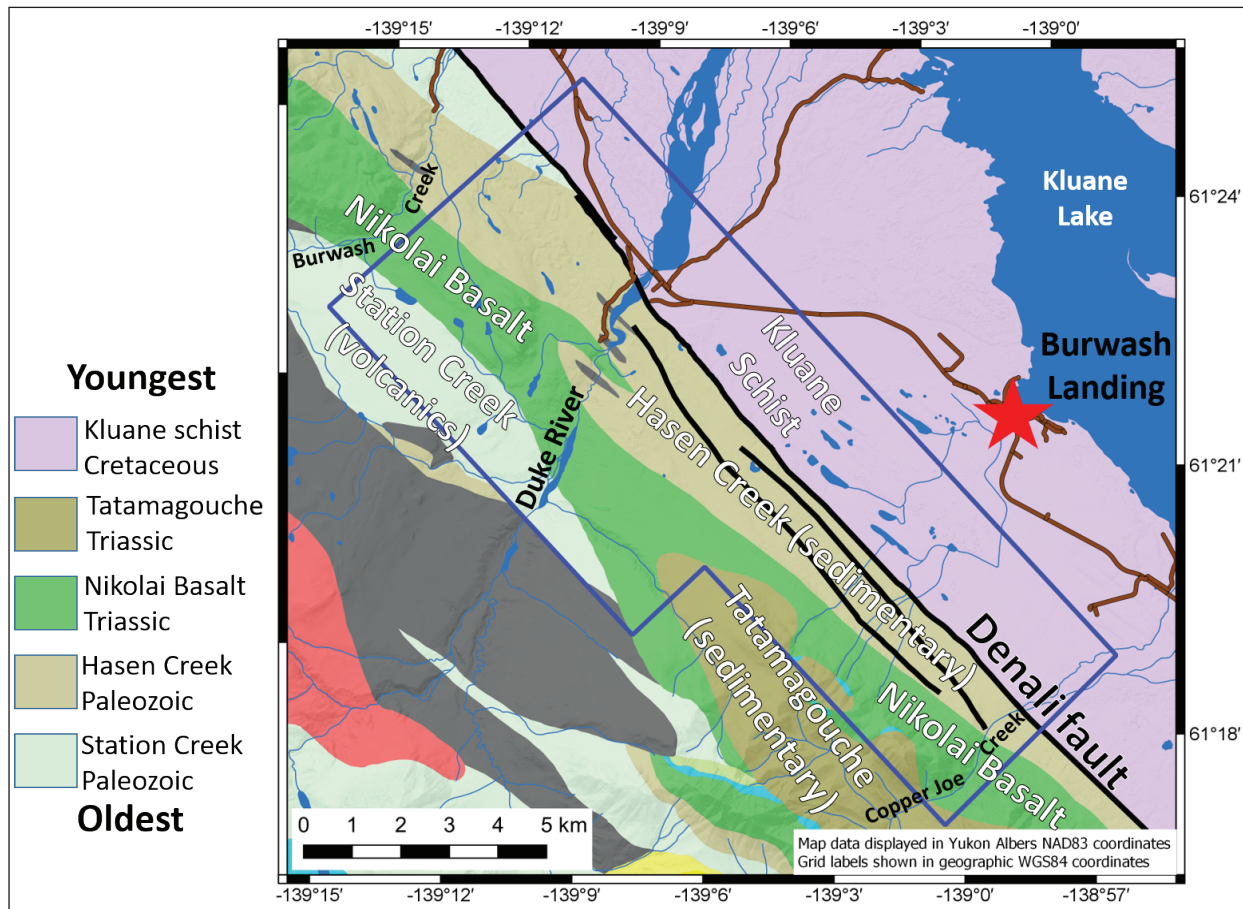 -139°15′ -139°12′ -139°9′ -139°6′ -139°3′ -139°0′
61°24′
61°21′
61°18′
Kluane
Lake
Creek
Burwash
Nikolai Basalt
Station Creek
(volcanics)
Kluane
Schist
Burwash
Landing
Duke River
Hasen Creek (sedimentary)
Tatamagouche
(sedimentary)
Denali fault
Creek
Nikolai Basalt
Copper Joe
Youngest
Kluane schist
Cretaceous
Tatamagouche
Triassic
Nikolai Basalt
Triassic
Hasen Creek
Paleozoic
Station Creek
Paleozoic
Oldest
0 1 2 3 4 5 km
Map data displayed in Yukon Albers NAD83 coordinates
Grid labels shown in geographic WGS84 coordinates
-139°15′ -139°12′ -139°9′ -139°6′ -139°3′ -139°0′ -138°57′